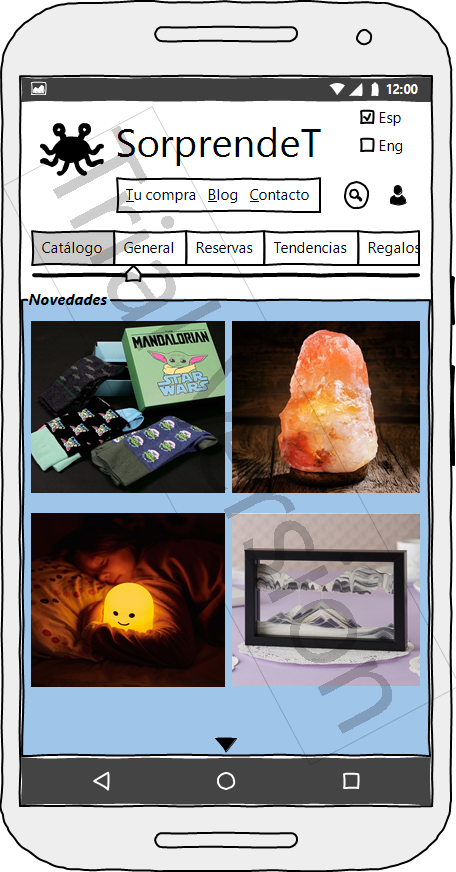 12:00
SorprendeT
Esp
Eng
Tu compra Blog Contacto
Catálogo General Reservas Tendencias Regalos
Novedades
THE MANDALORIAN
STAR WARS
Trial version